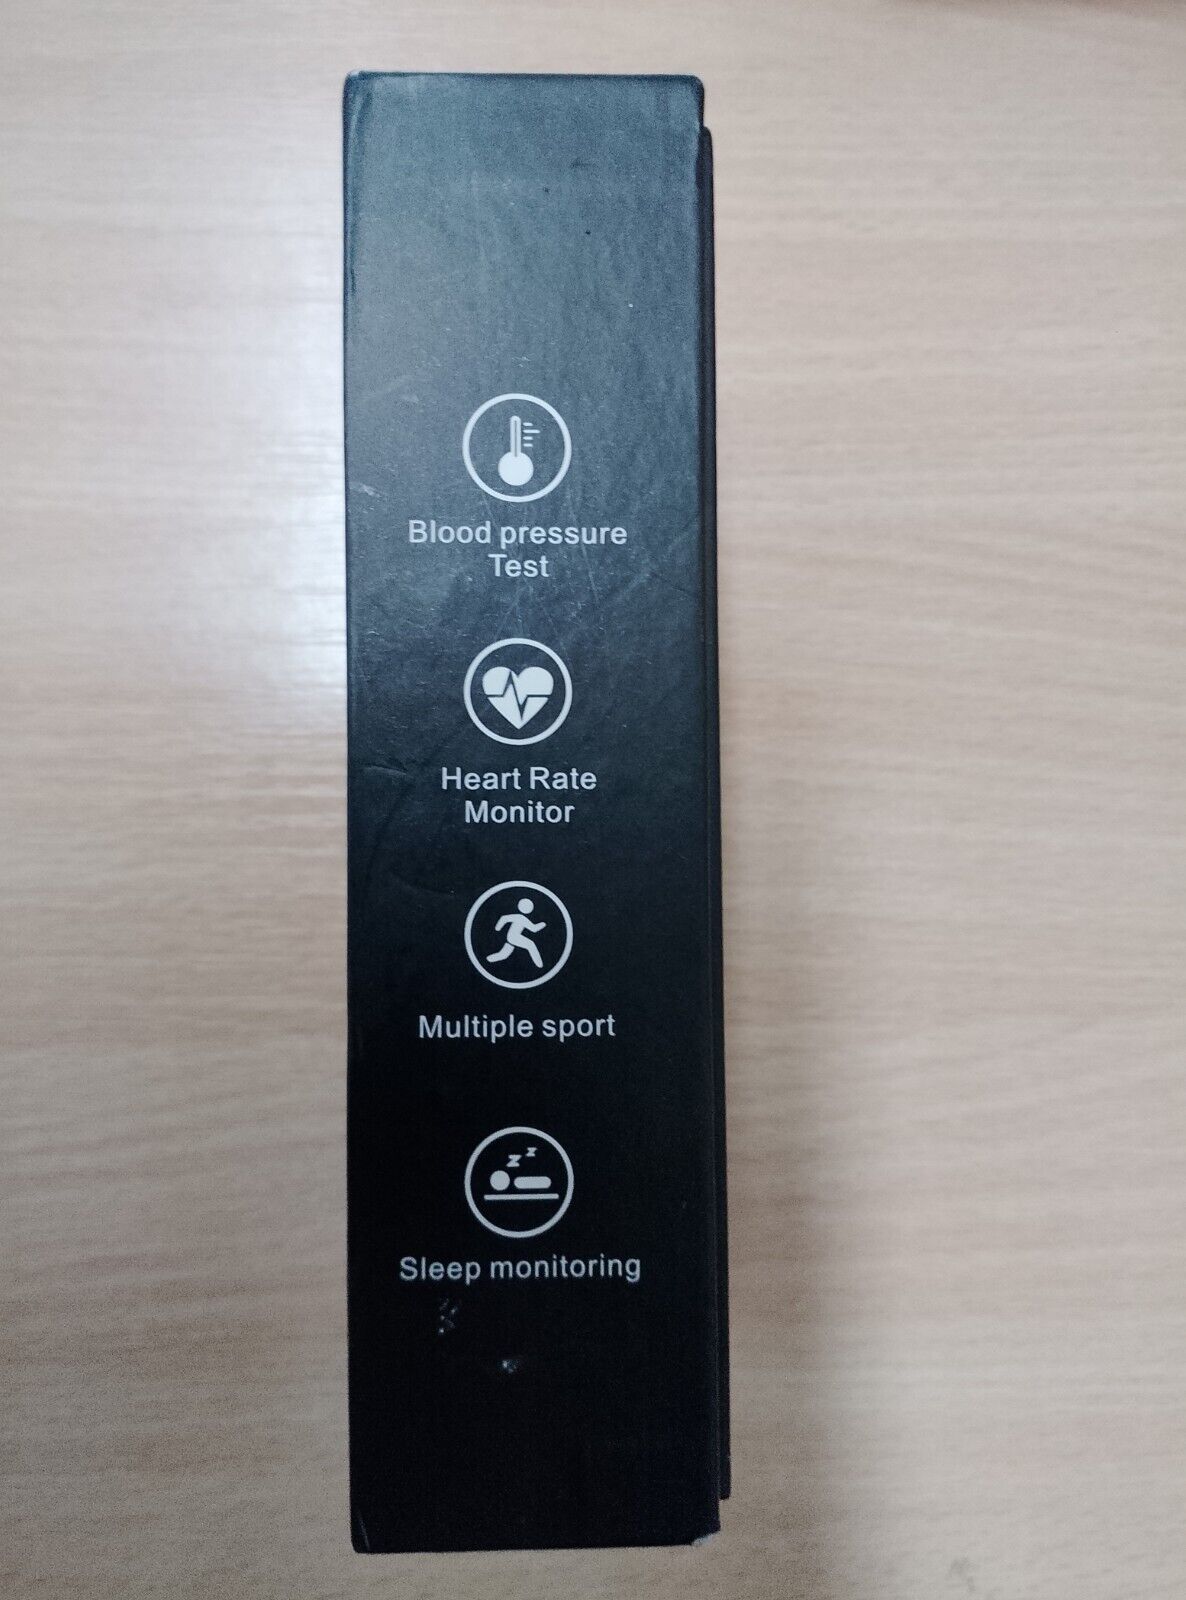 Blood pressure
Test
Heart Rate
Monitor
Multiple sport
z z
Sleep monitoring